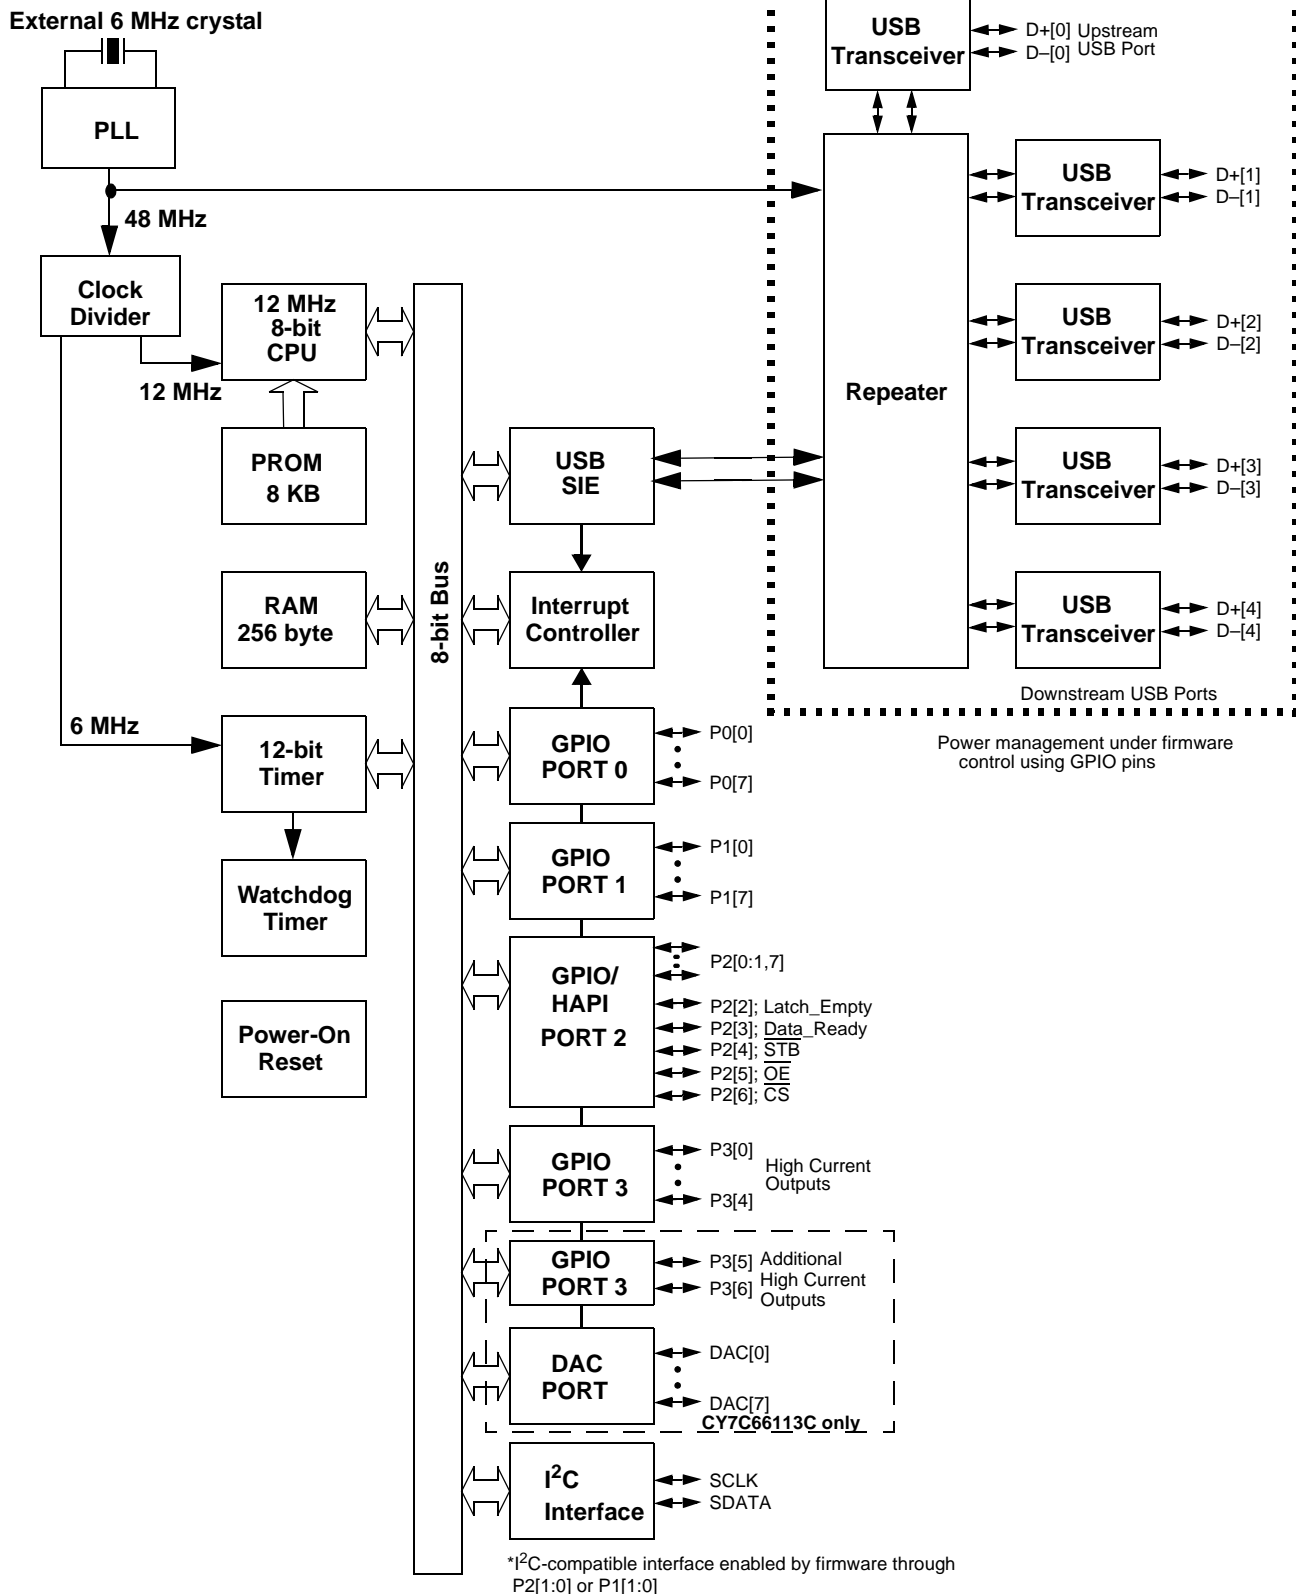 External 6 MHz crystal
PLL
48 MHz
Clock
Divider
12 MHz
8-bit
CPU
12 MHz
PROM
8 KB
RAM
256 byte
6 MHz
12-bit
Timer
Watchdog
Timer
Power-On
Reset
8-bit Bus
USB
SIE
Interrupt
Controller
GPIO
PORT 0
P0[0]
P0[7]
GPIO
PORT 1
P1[0]
P1[7]
GPIO/
HAPI
PORT 2
P2[0:1,7]
P2[2]; Latch_Empty
P2[3]; Data_Ready
P2[4]; STB
P2[5]; OE
P2[6]; CS
GPIO
PORT 3
P3[0]
P3[4]
High Current
Outputs
GPIO
PORT 3
P3[5]
P3[6]
Additional
High Current
Outputs
DAC
PORT
DAC[0]
DAC[7]
CY7C66113C only
I2C
Interface
SCLK
SDATA
*I2C-compatible interface enabled by firmware through
P2[1:0] or P1[1:0]
USB
Transceiver
D+[0] Upstream
D–[0] USB Port
Repeater
USB
Transceiver
D+[1]
D–[1]
USB
Transceiver
D+[2]
D–[2]
USB
Transceiver
D+[3]
D–[3]
USB
Transceiver
D+[4]
D–[4]
Downstream USB Ports
Power management under firmware
control using GPIO pins